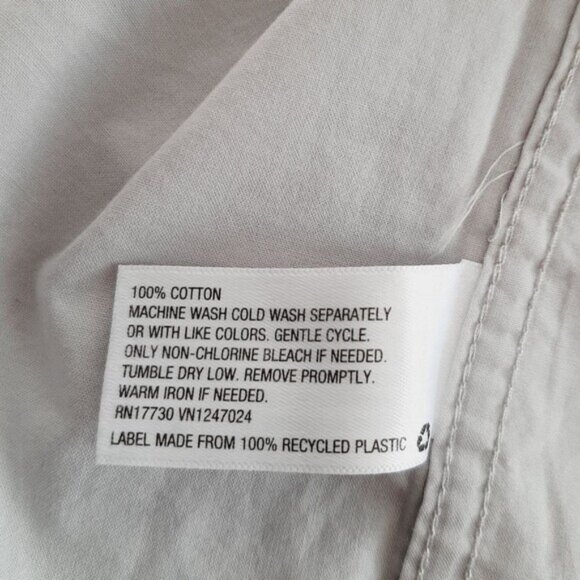 100% COTTON
MACHINE WASH COLD WASH SEPARATELY
OR WITH LIKE COLORS. GENTLE CYCLE.
ONLY NON-CHLORINE BLEACH IF NEEDED.
TUMBLE DRY LOW. REMOVE PROMPTLY.
WARM IRON IF NEEDED.
RN17730 VN1247024
LABEL MADE FROM 100% RECYCLED PLASTIC